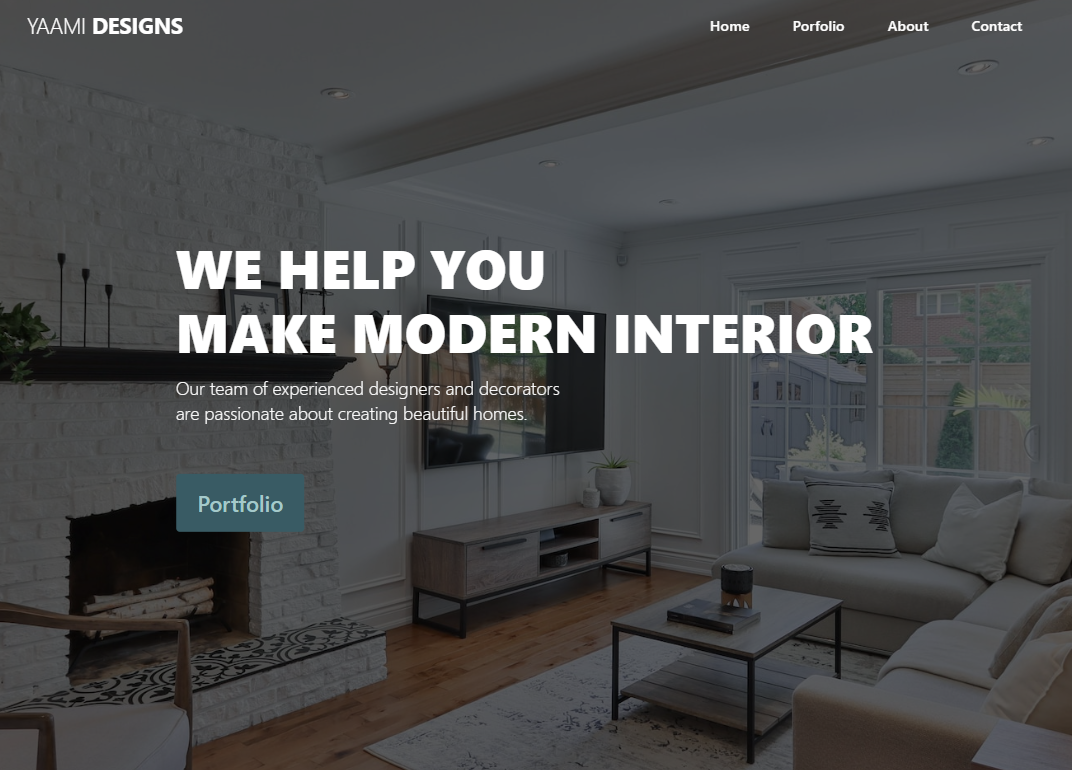 YAAMI DESIGNS
Home Porfolio About Contact
WE HELP YOU
MAKE MODERN INTERIOR
Our team of experienced designers and decorators
are passionate about creating beautiful homes.
Portfolio